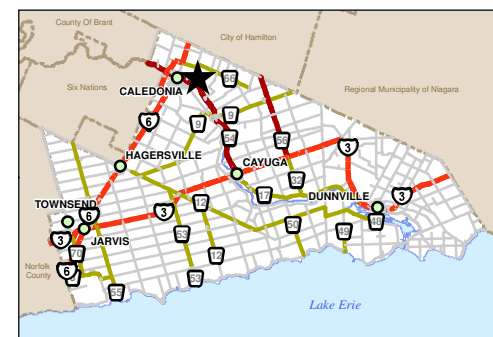 County Of Brant
City of Hamilton
Six Nations
Regional Municipality of Niagara
CALEDONIA
66
6
9
9
54
56
3
HAGERSVILLE
CAYUGA
32
17
DUNNVILLE
3
TOWNSEND
6
3
12
48
3
JARVIS
53
50
49
70
12
Norfolk
County
6
55
53
Lake Erie